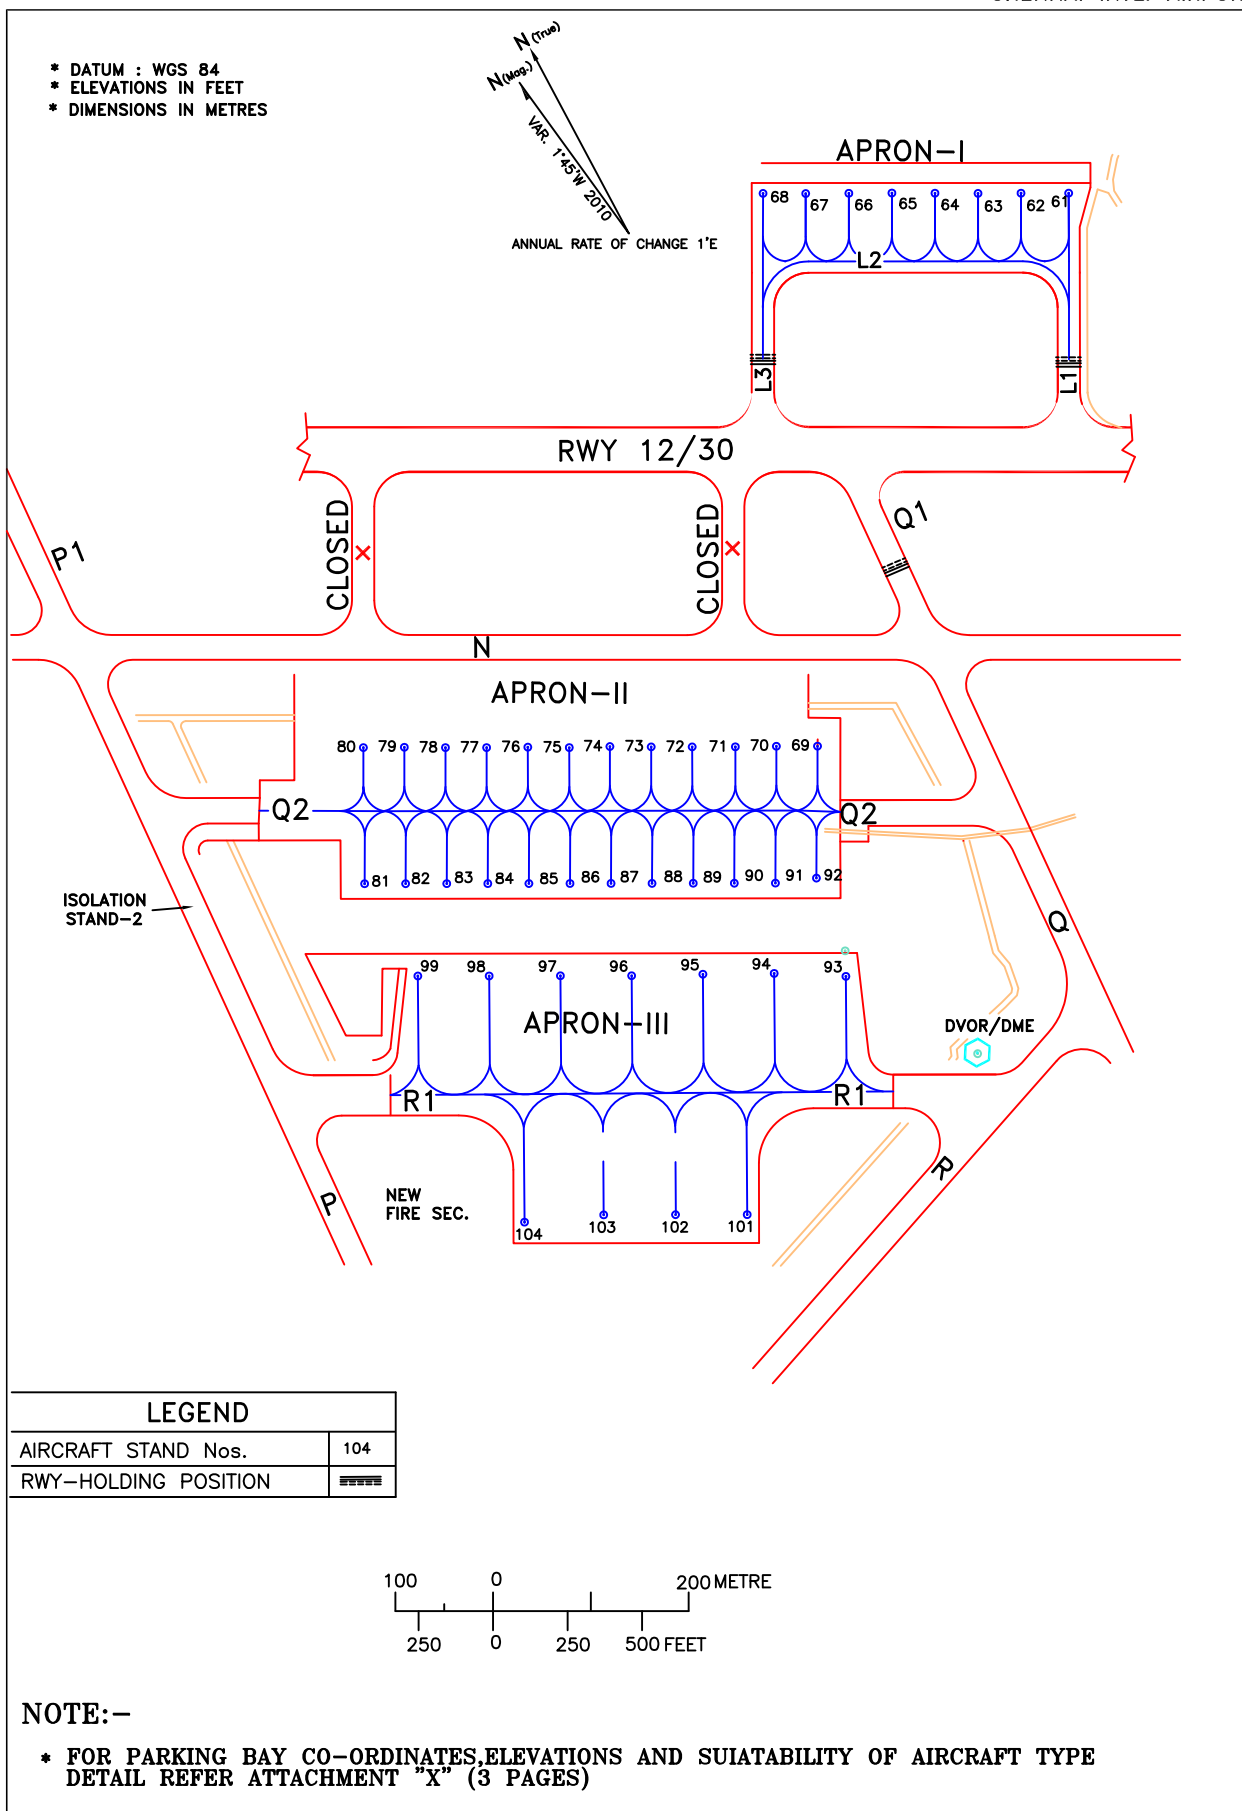 * DATUM : WGS 84
* ELEVATIONS IN FEET
* DIMENSIONS IN METRES
N (True)
N (Mag.)
VAR. 1°45'W 2010
ANNUAL RATE OF CHANGE 1'E
APRON-I
68 67 66 65 64 63 62 61
L2
L3 L1
RWY 12/30
CLOSED CLOSED
Q1
P1
N
APRON-II
80 79 78 77 76 75 74 73 72 71 70 69
Q2 Q2
81 82 83 84 85 86 87 88 89 90 91 92
ISOLATION
STAND-2
Q
99 98 97 96 95 94 93
APRON-III
DVOR/DME
R1 R1
R
P
NEW
FIRE SEC.
104 103 102 101
LEGEND
AIRCRAFT STAND Nos. 104
RWY-HOLDING POSITION
100 0 200 METRE
250 0 250 500 FEET
NOTE:-
* FOR PARKING BAY CO-ORDINATES,ELEVATIONS AND SUIATABILITY OF AIRCRAFT TYPE
DETAIL REFER ATTACHMENT "X" (3 PAGES)